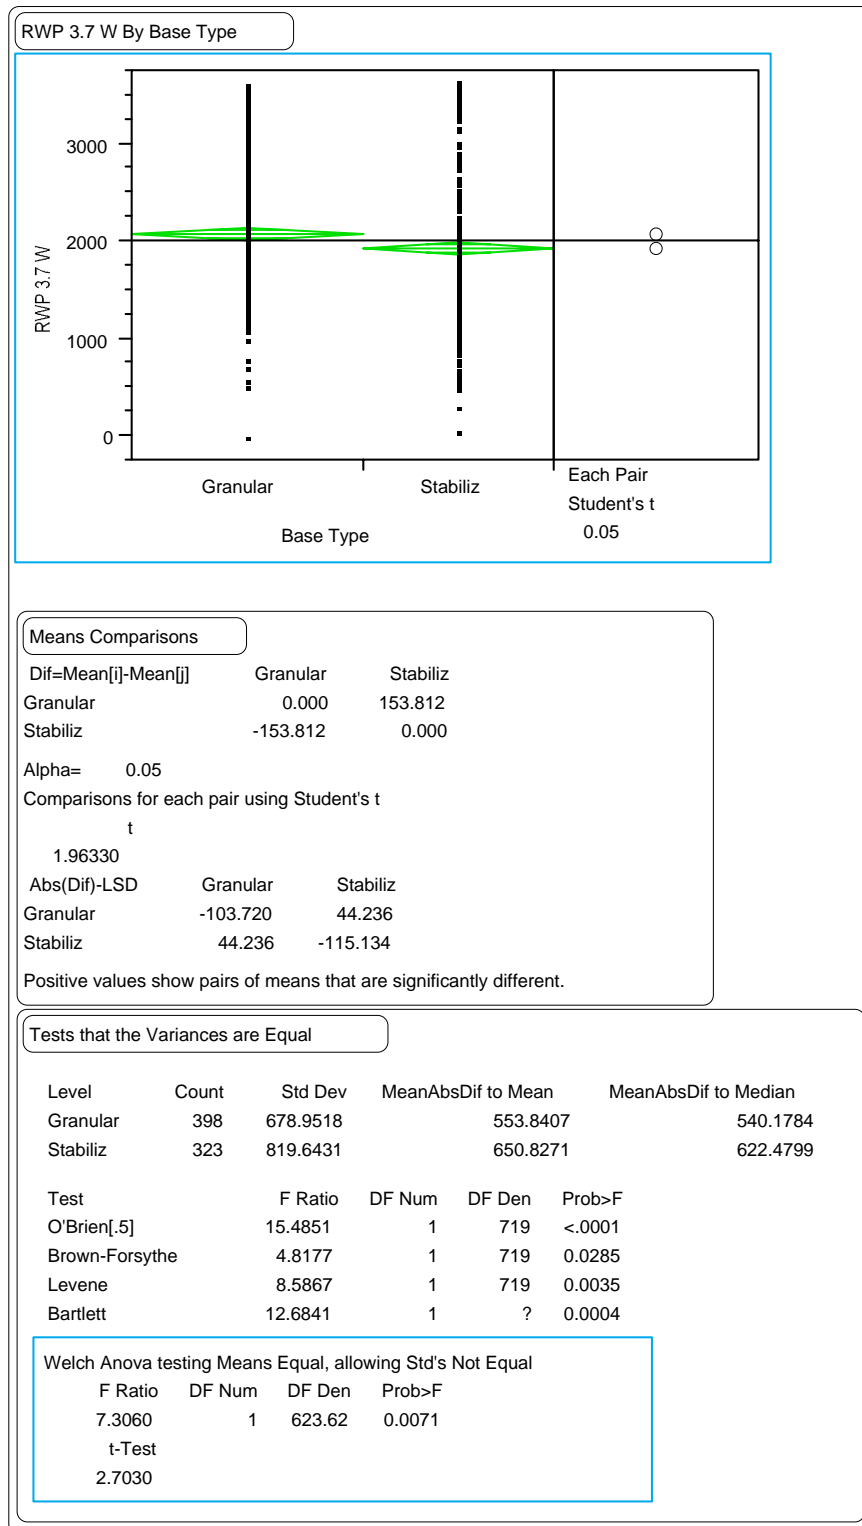 RWP 3.7 W By Base Type
RWP 3.7 W
3000
2000
1000
0
Granular Stabiliz
Base Type
Each Pair
Student's t
0.05
Means Comparisons
Dif=Mean[i]-Mean[j] Granular Stabiliz
Granular 0.000 153.812
Stabiliz -153.812 0.000
Alpha= 0.05
Comparisons for each pair using Student's t
t
1.96330
Abs(Dif)-LSD Granular Stabiliz
Granular -103.720 44.236
Stabiliz 44.236 -115.134
Positive values show pairs of means that are significantly different.
Tests that the Variances are Equal
Level Count Std Dev MeanAbsDif to Mean MeanAbsDif to Median
Granular 398 678.9518 553.8407 540.1784
Stabiliz 323 819.6431 650.8271 622.4799
Test F Ratio DF Num DF Den Prob>F
O'Brien[.5] 15.4851 1 719 <.0001
Brown-Forsythe 4.8177 1 719 0.0285
Levene 8.5867 1 719 0.0035
Bartlett 12.6841 1 ? 0.0004
Welch Anova testing Means Equal, allowing Std's Not Equal
F Ratio DF Num DF Den Prob>F
7.3060 1 623.62 0.0071
t-Test
2.7030